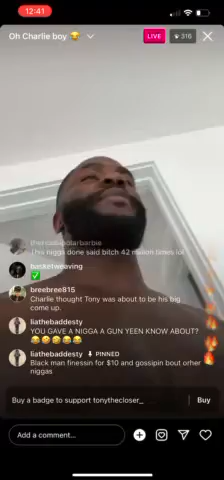 12:41
Oh Charlie boy 😂
LIVE
316
therealbipolarbarbie
This nigga done said bitch 42 million times lol
basketweaving
✅
breebree815
Charlie thought Tony was about to be his big
come up.
liathebaddesty
YOU GAVE A NIGGA A GUN YEEN KNOW ABOUT?
😂🤣😂😂😂
liathebaddesty PINNED
Black man finessin for $10 and gossipin bout orher
niggas
Buy a badge to support tonythecloser_
Buy
Add a comment...